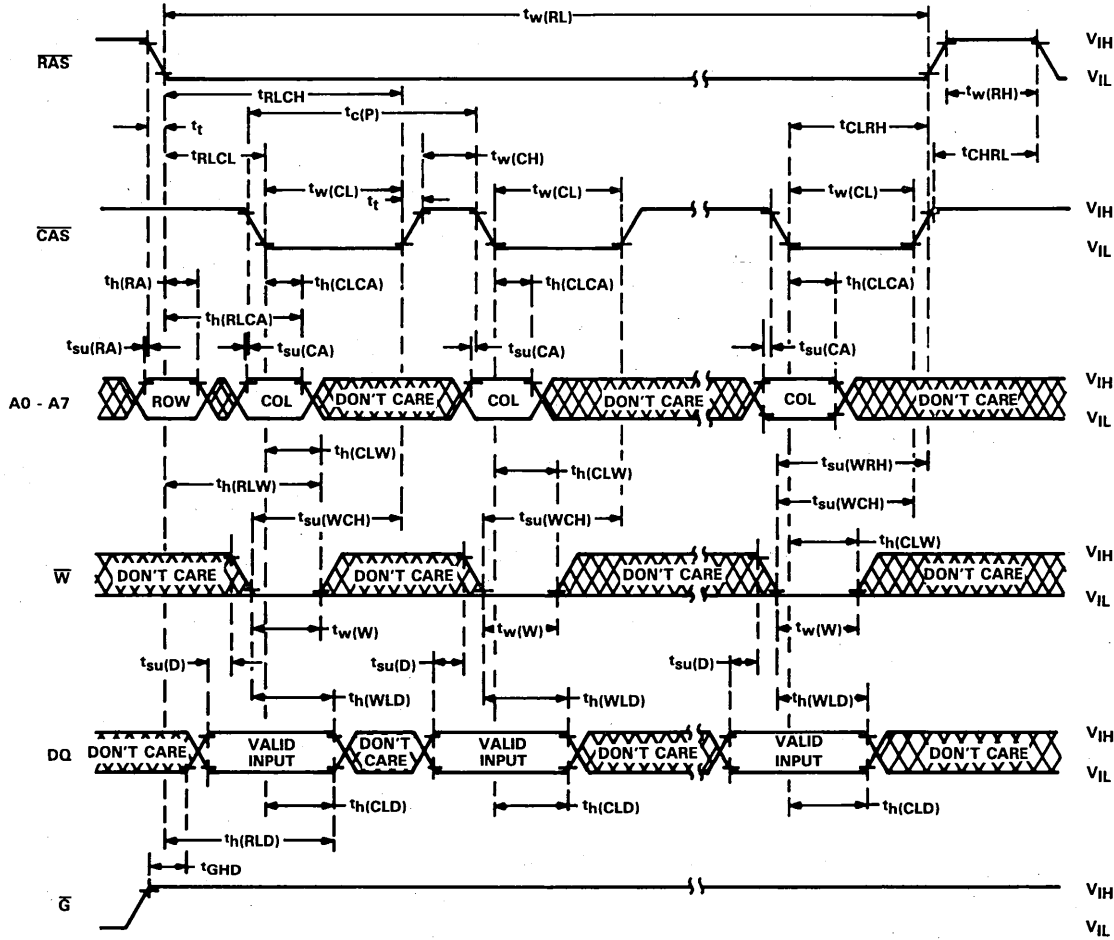 tw(RL)
RAS
VIH
VIL
tRLCH
tc(P)
tw(RH)
tt
tCLRH
tRLCL
tw(CH)
tCHRL
tw(CL)
tt
tw(CL)
tw(CL)
CAS
VIH
VIL
th(RA)
th(CLCA)
th(CLCA)
th(CLCA)
th(RLCA)
tsu(RA)
tsu(CA)
tsu(CA)
tsu(CA)
A0 - A7
ROW
COL
DON'T CARE
COL
DON'T CARE
COL
DON'T CARE
VIH
VIL
th(CLW)
th(CLW)
tsu(WRH)
th(RLW)
tsu(WCH)
tsu(WCH)
tsu(WCH)
th(CLW)
W
DON'T CARE
DON'T CARE
DON'T CARE
DON'T CARE
VIH
VIL
tw(W)
tw(W)
tw(W)
tsu(D)
tsu(D)
tsu(D)
th(WLD)
th(WLD)
th(WLD)
DQ
DON'T CARE
VALID INPUT
DON'T CARE
VALID INPUT
DON'T CARE
VALID INPUT
DON'T CARE
VIH
VIL
th(CLD)
th(CLD)
th(CLD)
th(RLD)
tGHD
G
VIH
VIL